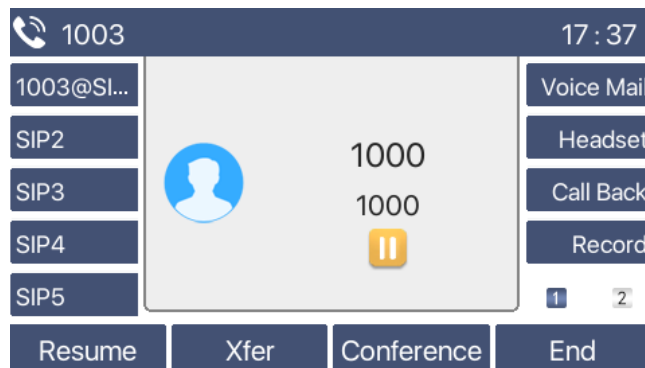 1003
17:37
1003@SI...
SIP2
SIP3
SIP4
SIP5
1000
1000
Voice Mail
Headset
Call Back
Record
1 2
Resume Xfer Conference End